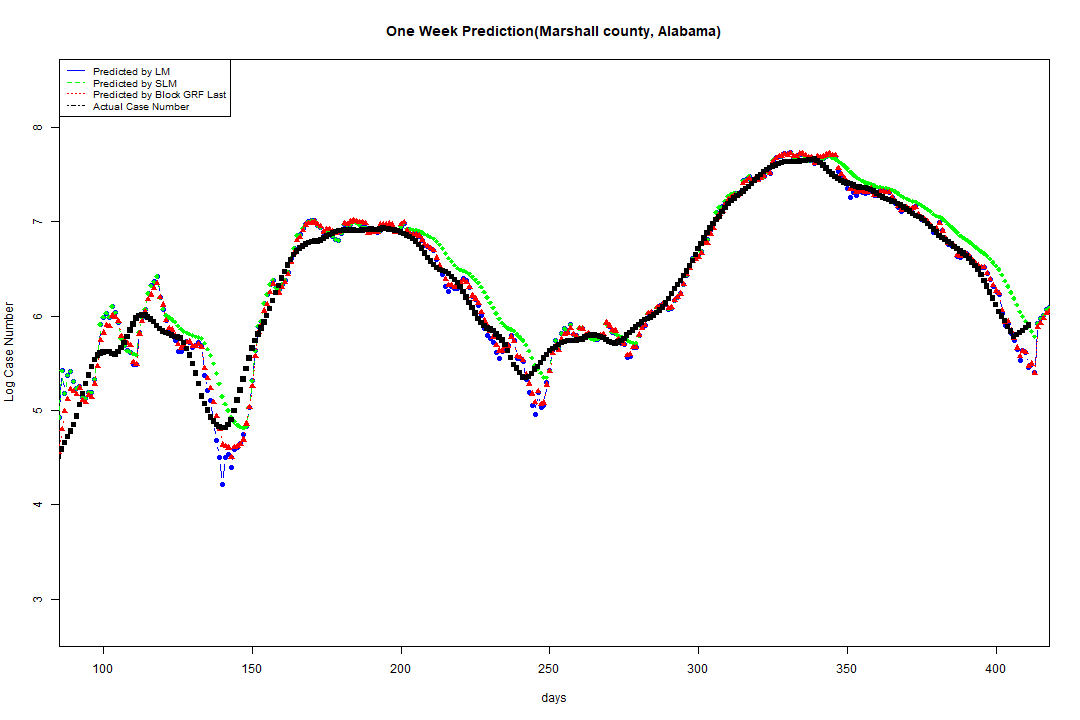 One Week Prediction(Marshall county, Alabama)
Predicted by LM
Predicted by SLM
Predicted by Block GRF Last
Actual Case Number
Log Case Number
8
7
6
5
4
3
100 150 200 250 300 350 400
days